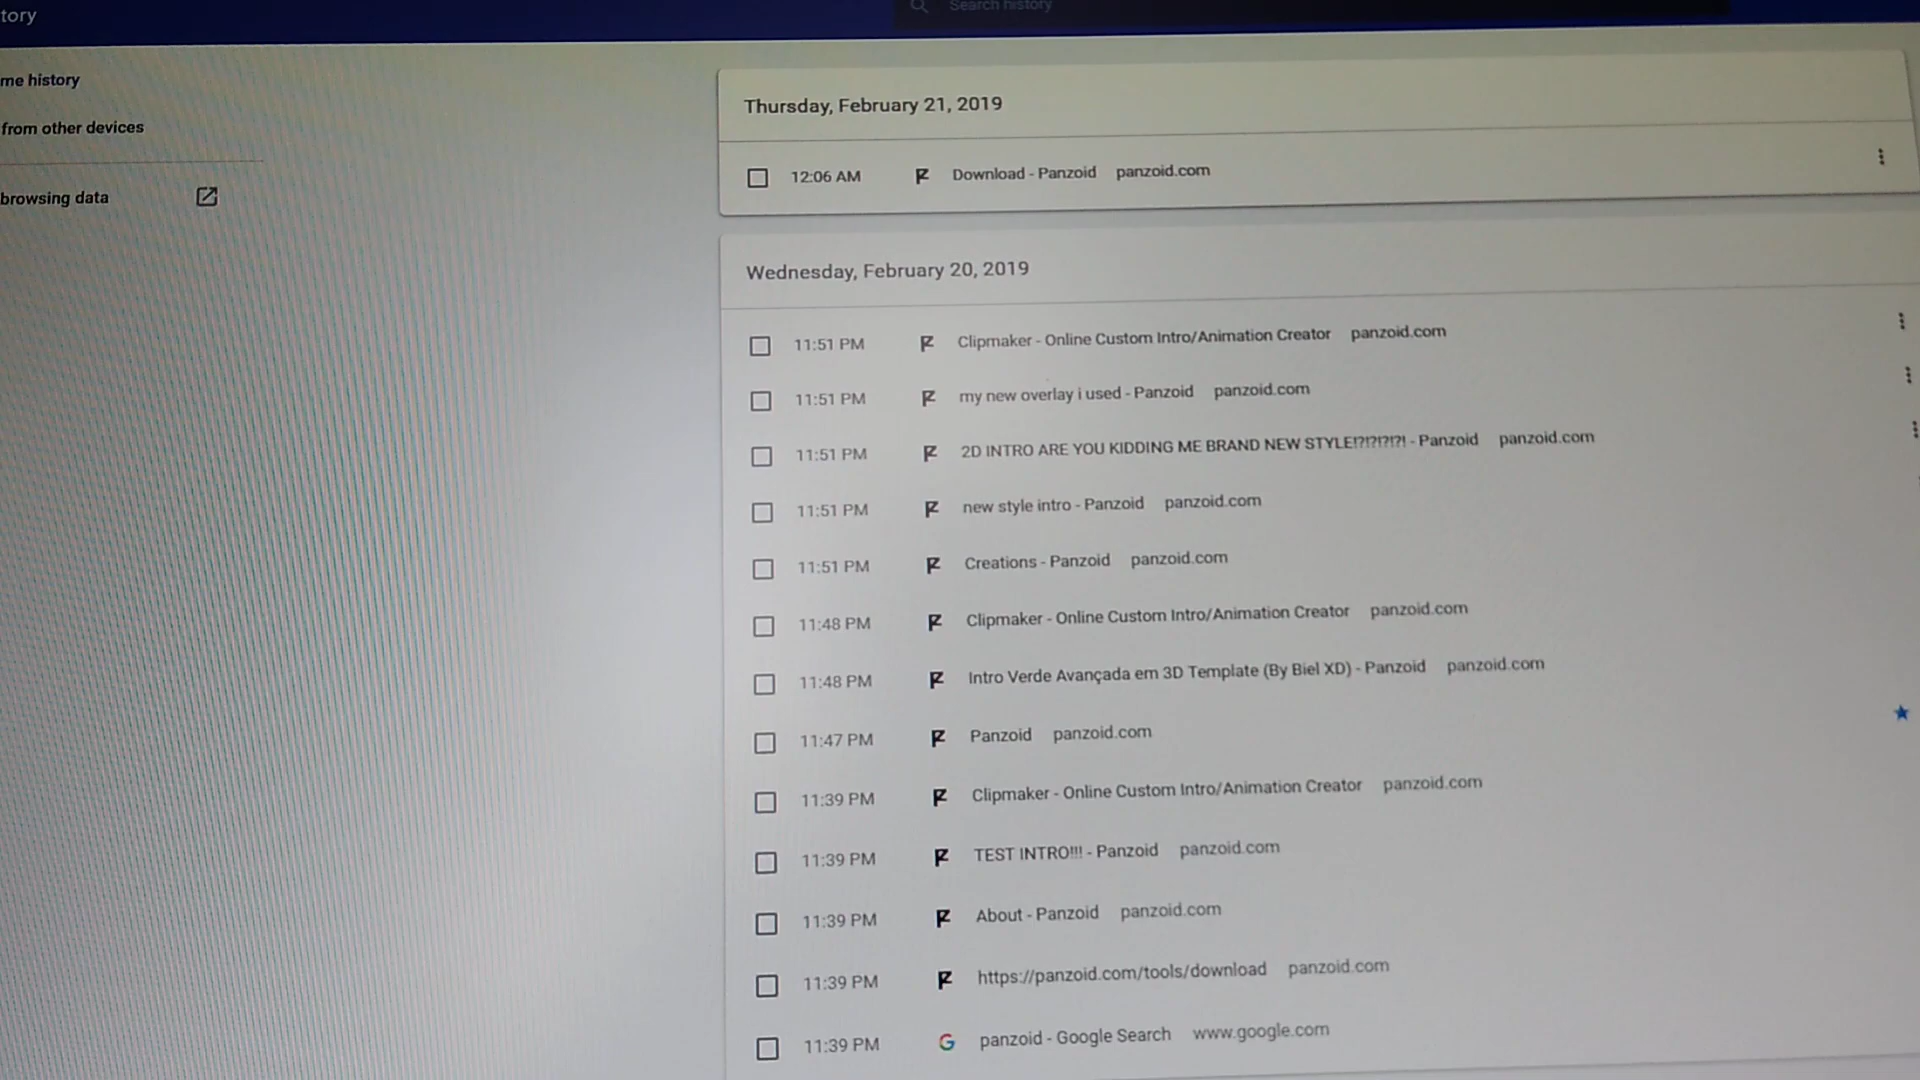 tory
Search history
me history
from other devices
browsing data
Thursday, February 21, 2019
12:06 AM Download - Panzoid panzoid.com
Wednesday, February 20, 2019
11:51 PM Clipmaker - Online Custom Intro/Animation Creator panzoid.com
11:51 PM my new overlay i used - Panzoid panzoid.com
11:51 PM 2D INTRO ARE YOU KIDDING ME BRAND NEW STYLE!?!?!?!?! - Panzoid panzoid.com
11:51 PM new style intro - Panzoid panzoid.com
11:51 PM Creations - Panzoid panzoid.com
11:48 PM Clipmaker - Online Custom Intro/Animation Creator panzoid.com
11:48 PM Intro Verde Avançada em 3D Template (By Biel XD) - Panzoid panzoid.com
11:47 PM Panzoid panzoid.com
11:39 PM Clipmaker - Online Custom Intro/Animation Creator panzoid.com
11:39 PM TEST INTRO!!! - Panzoid panzoid.com
11:39 PM About - Panzoid panzoid.com
11:39 PM https://panzoid.com/tools/download panzoid.com
11:39 PM G panzoid - Google Search www.google.com